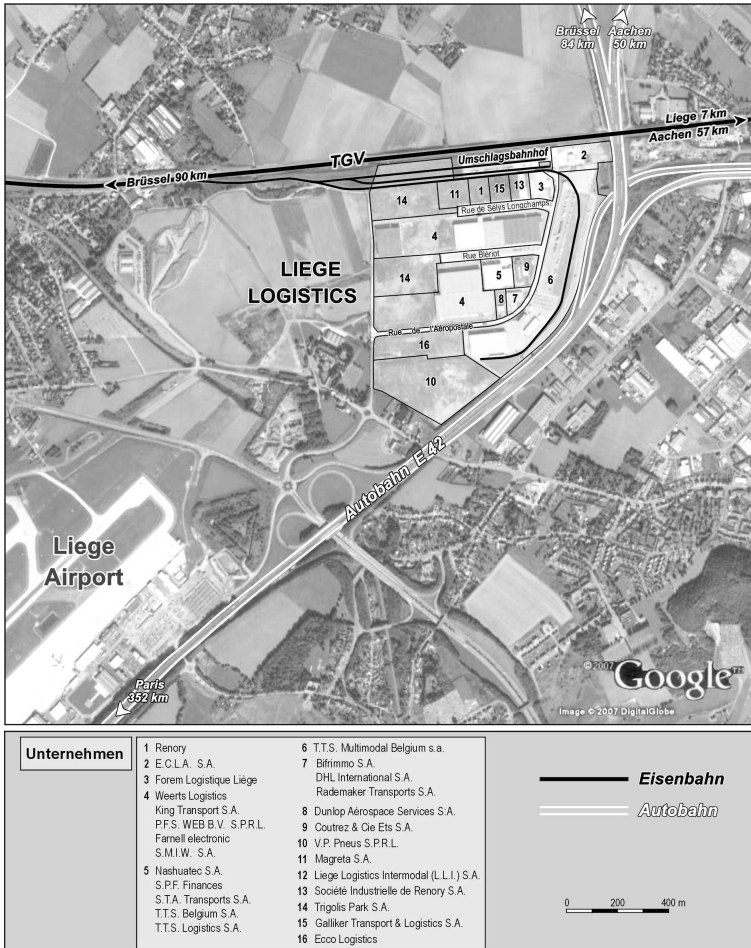 Brüssel
84 km
Aachen
50 km
Liege 7 km
Aachen 57 km
TGV
Umschlagsbahnhof
Brüssel 90 km
2
14
11
1
15
13
3
Rue de Sélys Longchamps
4
Rue Blériot
LIEGE
LOGISTICS
14
5
9
6
4
8
7
Rue de l'Aéropostale
16
10
Autobahn E 42
Liege
Airport
Paris
352 km
© 2007
Google™
Image © 2007 DigitalGlobe
Unternehmen
1 Renory
2 E.C.L.A. S.A.
3 Forem Logistique Liège
4 Weerts Logistics
King Transport S.A.
P.F.S. WEB B.V. S.P.R.L.
Farnell electronic
S.M.I.W. S.A.
5 Nashuatec S.A.
S.P.F. Finances
S.T.A. Transports S.A.
T.T.S. Belgium S.A.
T.T.S. Logistics S.A.
6 T.T.S. Multimodal Belgium s.a.
7 Bifrimmo S.A.
DHL International S.A.
Rademaker Transports S.A.
8 Dunlop Aérospace Services S.A.
9 Coutrez & Cie Ets S.A.
10 V.P. Pneus S.P.R.L.
11 Magreta S.A.
12 Liege Logistics Intermodal (L.L.I.) S.A.
13 Société Industrielle de Renory S.A.
14 Trigolis Park S.A.
15 Galliker Transport & Logistics S.A.
16 Ecco Logistics
Eisenbahn
Autobahn
0 200 400 m